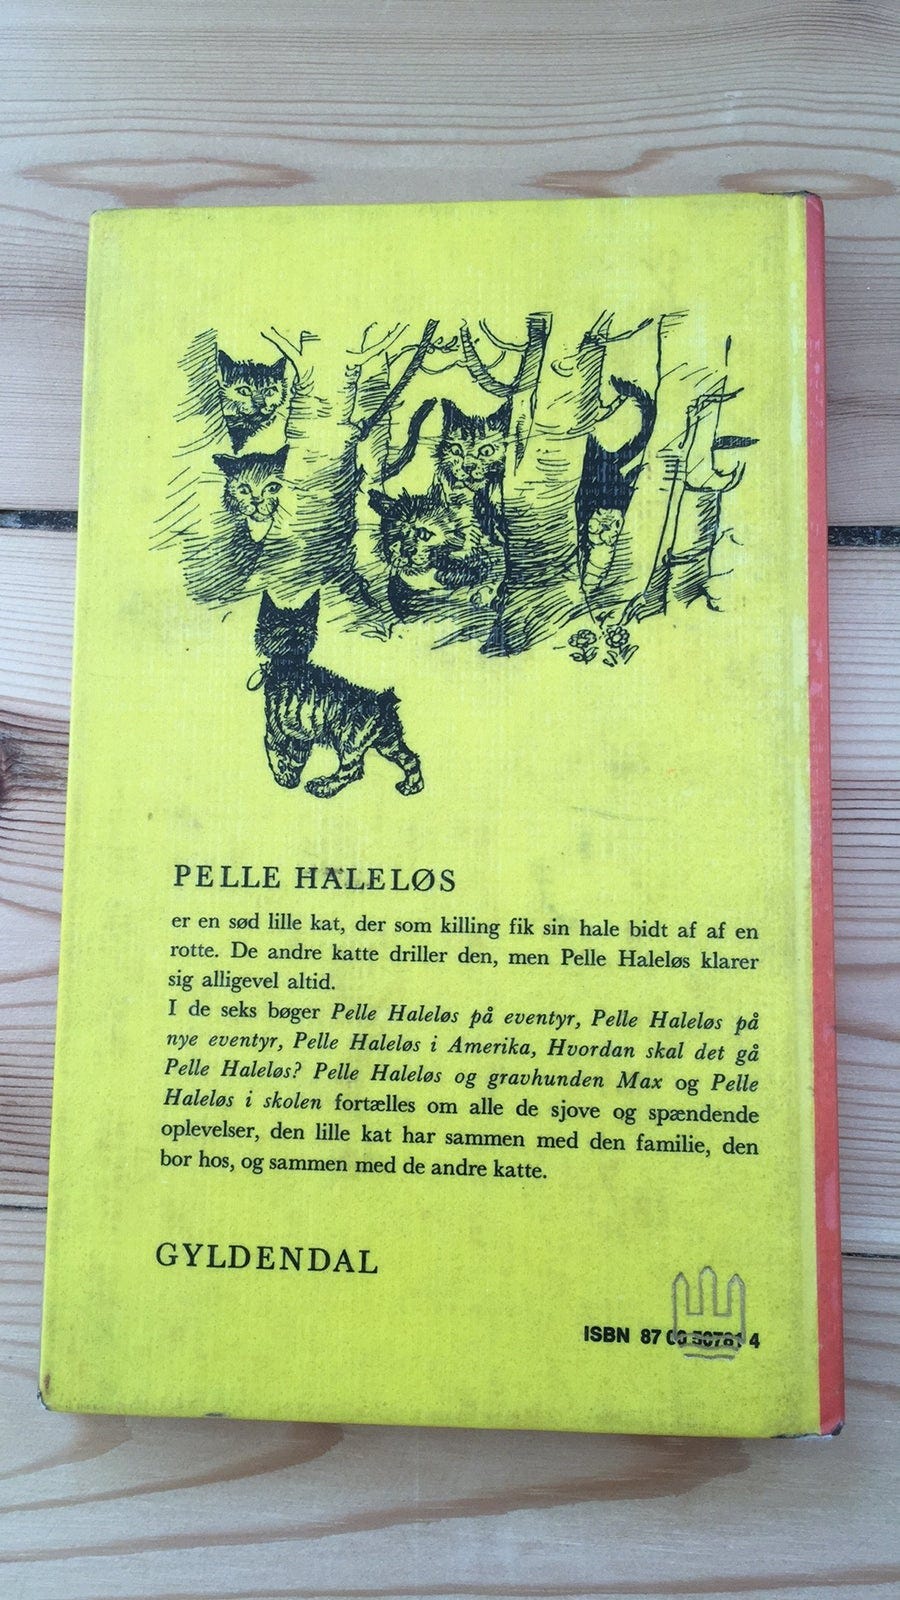 PELLE HALELØS
er en sød lille kat, der som killing fik sin hale bidt af af en
rotte. De andre katte driller den, men Pelle Haleløs klarer
sig alligevel altid.
I de seks bøger Pelle Haleløs på eventyr, Pelle Haleløs på
nye eventyr, Pelle Haleløs i Amerika, Hvordan skal det gå
Pelle Haleløs? Pelle Haleløs og gravhunden Max og Pelle
Haleløs i skolen fortælles om alle de sjove og spændende
oplevelser, den lille kat har sammen med den familie, den
bor hos, og sammen med de andre katte.
GYLDENDAL
ISBN 87 4